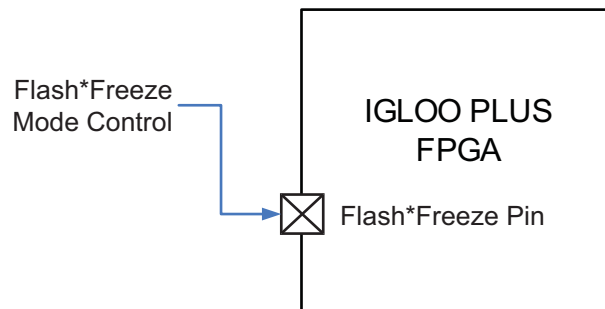 Flash*Freeze
Mode Control
IGLOO PLUS
FPGA
Flash*Freeze Pin